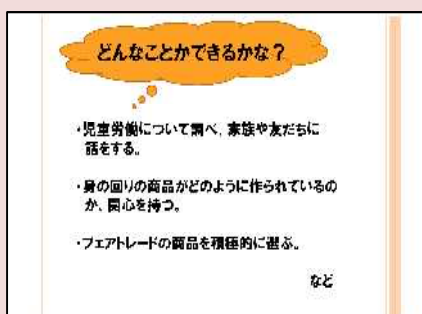 どんなことができるかな？
・児童労働について調べ、家族や友だちに
話をする。
・身の回りの商品がどのように作られているの
か、関心を持つ。
・フェアトレードの商品を積極的に選ぶ。
など